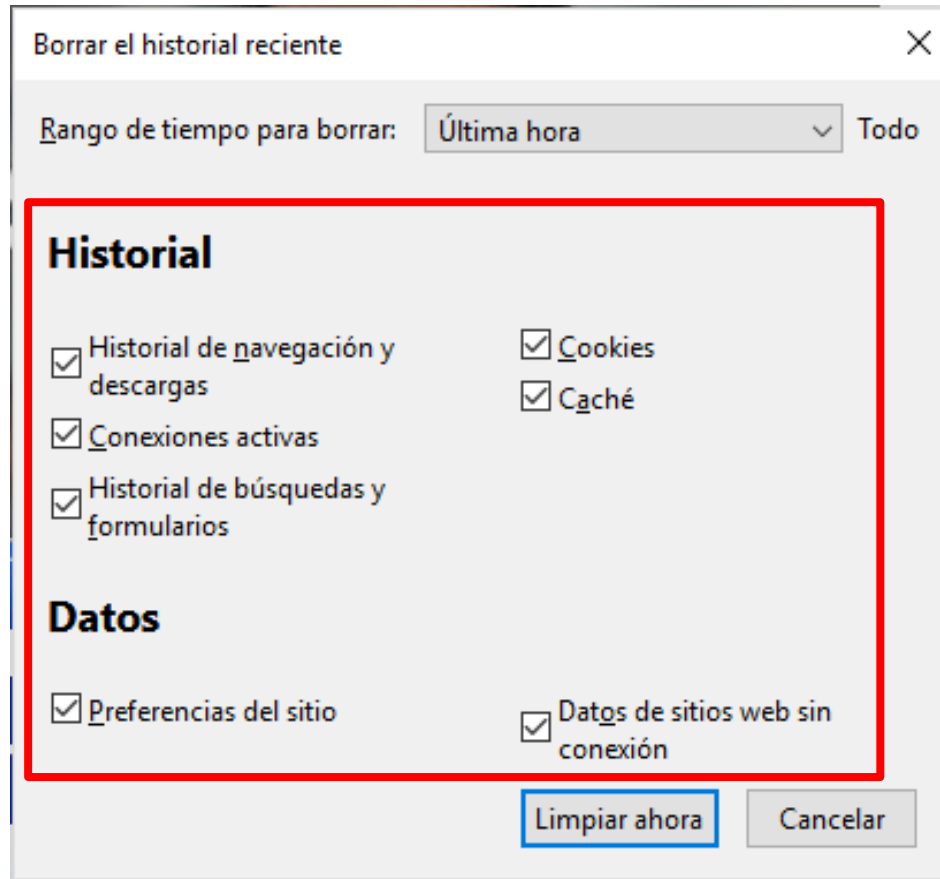 Borrar el historial reciente
Rango de tiempo para borrar: Última hora Todo
Historial
Historial de navegación y
descargas
Cookies
Caché
Conexiones activas
Historial de búsquedas y
formularios
Datos
Preferencias del sitio
Datos de sitios web sin
conexión
Limpiar ahora Cancelar